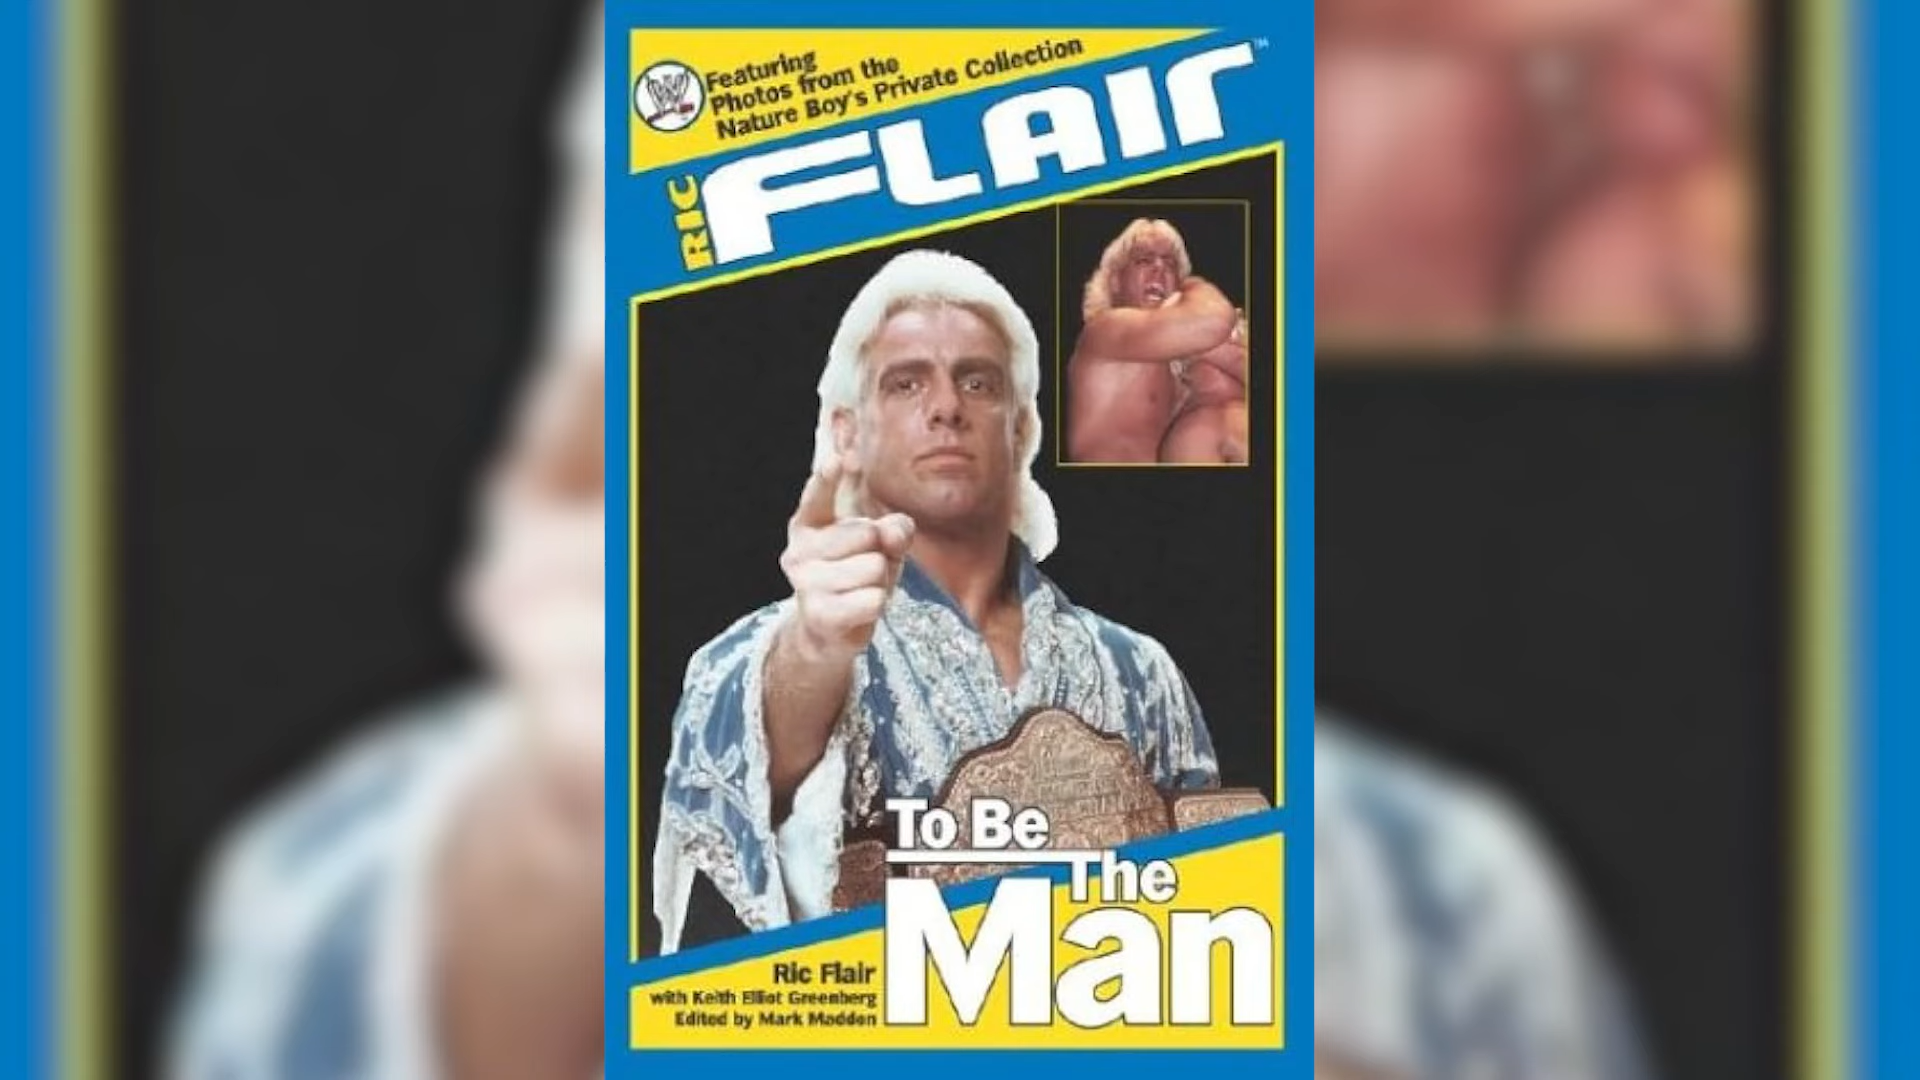 Featuring
Photos from the
Nature Boy's Private Collection
W
RIC
FLAIR™
To Be
The
Man
Ric Flair
with Keith Elliot Greenberg
Edited by Mark Madden